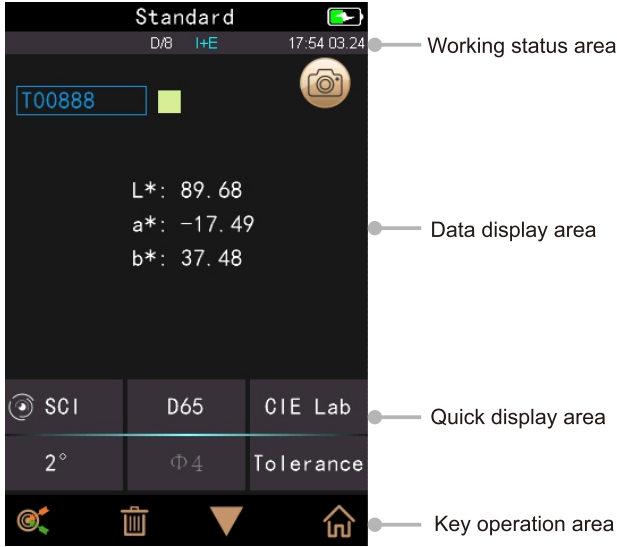 Standard
D/8 I+E 17:54 03.24
Working status area
T00888
L*: 89.68
a*: -17.49
Data display area
b*: 37.48
SCI D65 CIE Lab
Quick display area
2° Φ4 Tolerance
Key operation area